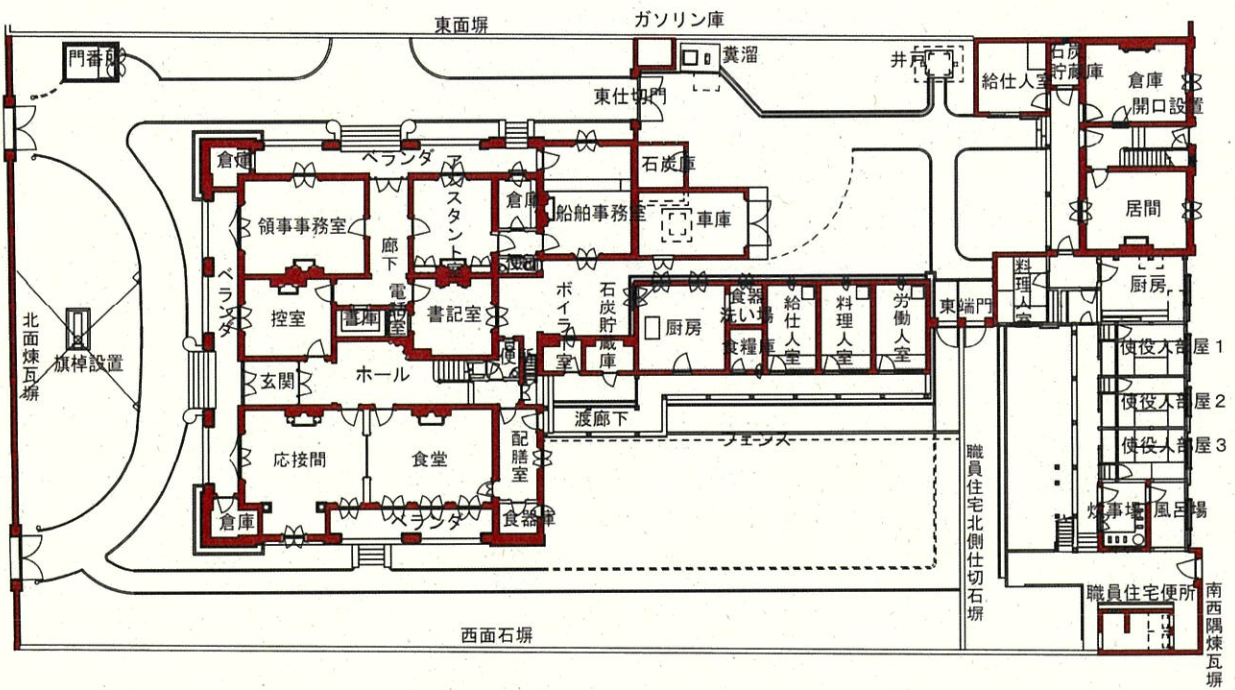 東面塀
ガソリン庫
門番所
糞溜
井戸
給仕人室
石炭貯蔵庫
倉庫
開口設置
東仕切門
倉庫
ベランダ
アシスタント室
倉庫
船舶事務室
石炭庫
車庫
居間
領事事務室
廊下
便所
ベランダ
控室
書庫
電話室
書記室
ボイラー室
石炭貯蔵庫
厨房
食器洗い場
食糧庫
給仕人室
料理人室
労働人室
東端門
料理人室
厨房
北面煉瓦塀
旗棹設置
玄関
ホール
便所
渡廊下
フェンス
使役人部屋1
使役人部屋2
使役人部屋3
応接間
食堂
配膳室
職員住宅北側仕切石塀
倉庫
ベランダ
食器庫
炊事場
風呂場
職員住宅便所
西面石塀
南西隅煉瓦塀